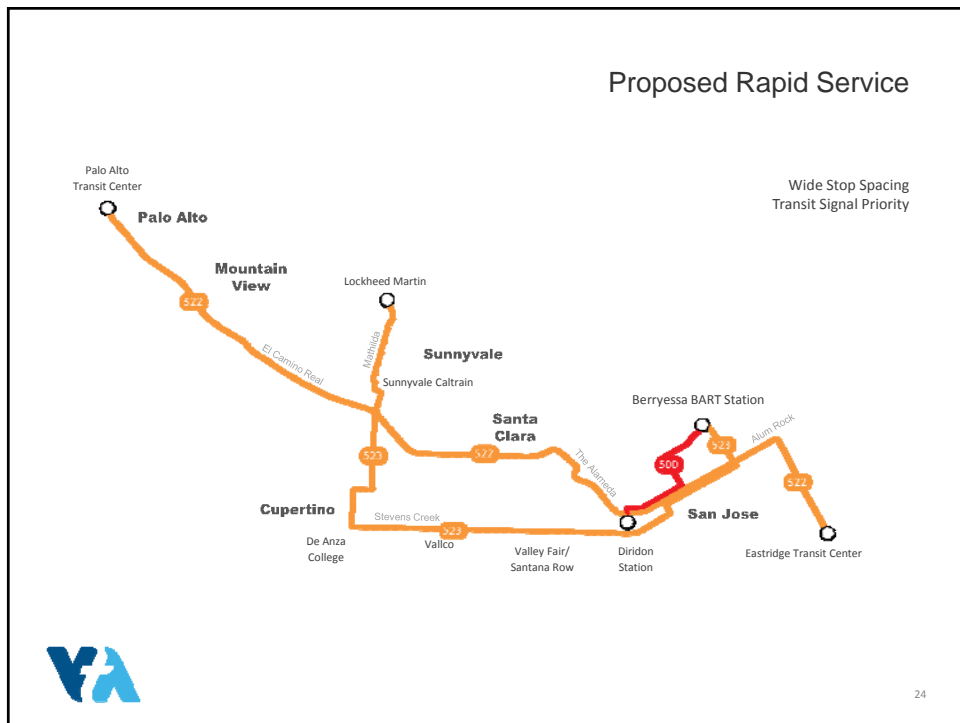 Proposed Rapid Service
Wide Stop Spacing
Transit Signal Priority
Palo Alto
Transit Center
Palo Alto
Mountain
View
522
El Camino Real
Lockheed Martin
Mathilda
Sunnyvale
Sunnyvale Caltrain
Santa
Clara
522
The Alameda
Berryessa BART Station
523
Alum Rock
500
522
523
Cupertino
Stevens Creek
523
San Jose
De Anza
College
Vallco
Valley Fair/
Santana Row
Diridon
Station
Eastridge Transit Center
VTA
24